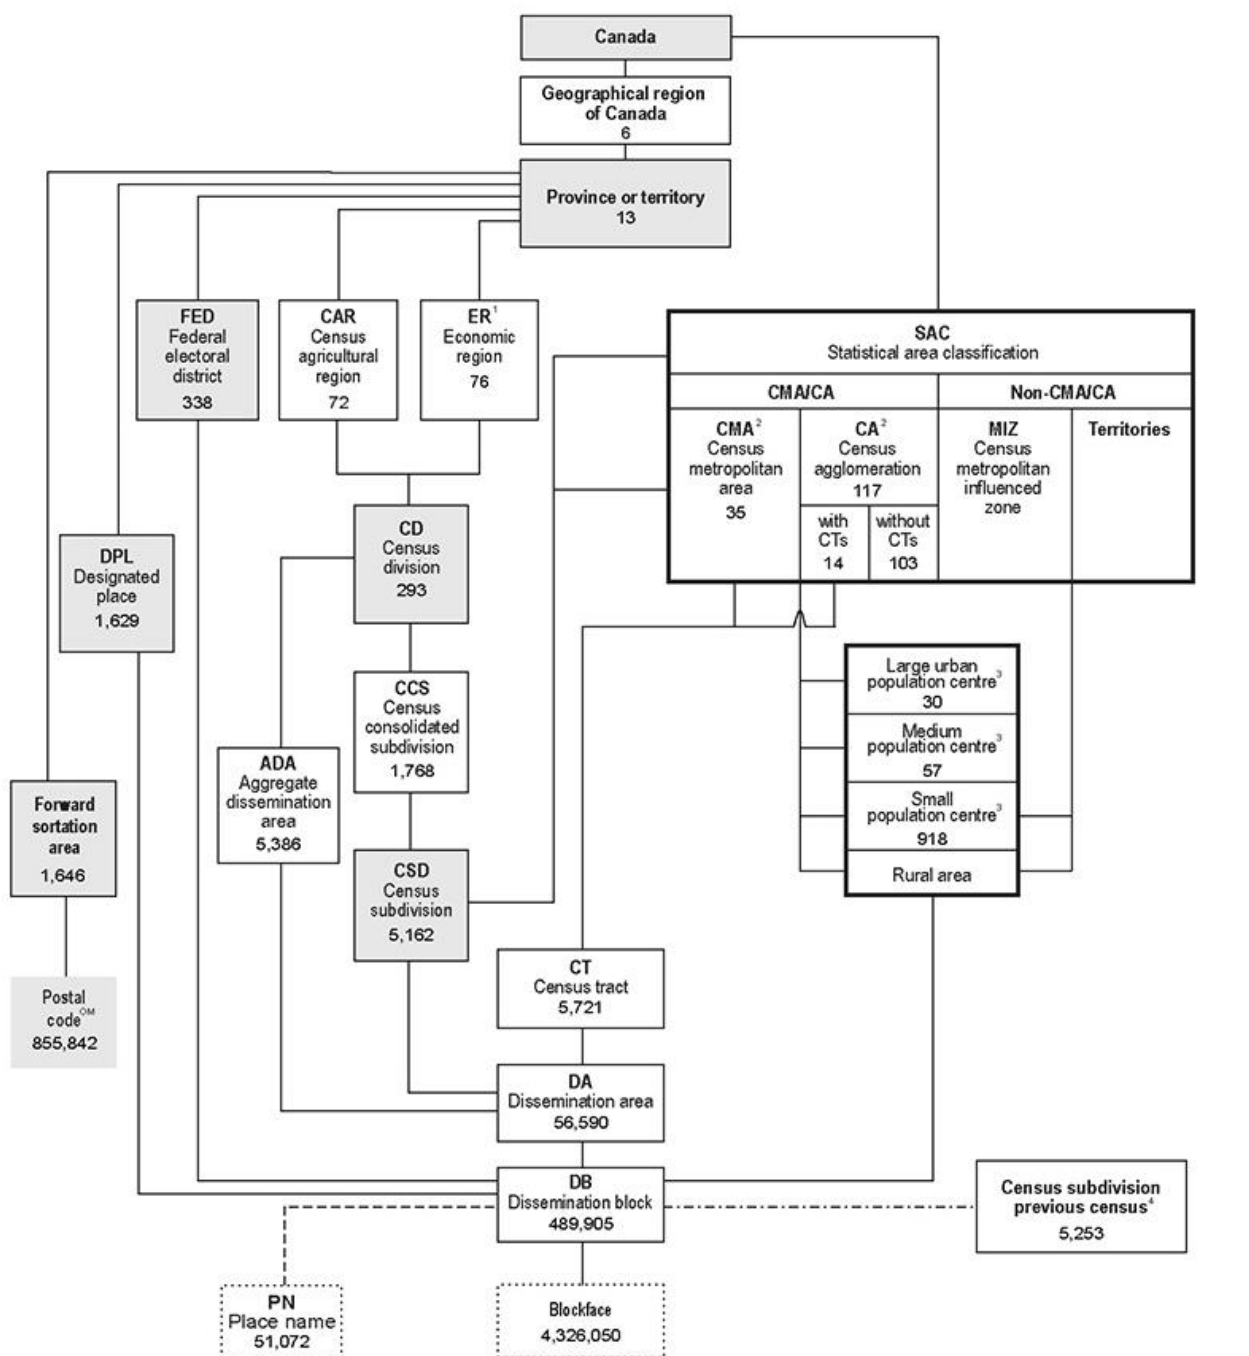 Canada
Geographical region
of Canada
6
Province or territory
13
FED
Federal
electoral
district
338
CAR
Census
agricultural
region
72
ER1
Economic
region
76
SAC
Statistical area classification
CMA/CA
Non-CMA/CA
CMA2
Census
metropolitan
area
35
CA2
Census
agglomeration
117
with
CTs
14
without
CTs
103
MIZ
Census
metropolitan
influenced
zone
Territories
DPL
Designated
place
1,629
CD
Census
division
293
CCS
Census
consolidated
subdivision
1,768
ADA
Aggregate
dissemination
area
5,386
Large urban
population centre3
30
Medium
population centre3
57
Small
population centre3
918
Rural area
Forward
sortation
area
1,646
CSD
Census
subdivision
5,162
Postal
codeOM
855,842
CT
Census tract
5,721
DA
Dissemination area
56,590
DB
Dissemination block
489,905
Census subdivision
previous census4
5,253
PN
Place name
51,072
Blockface
4,326,050